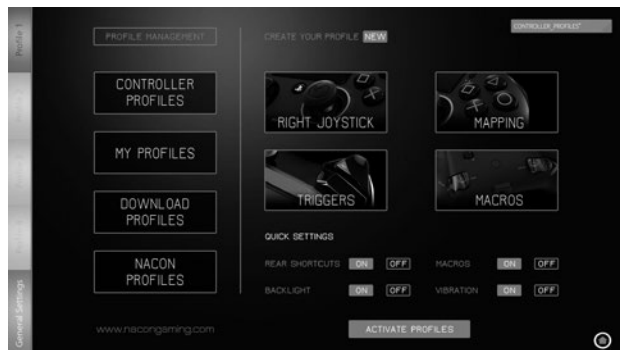 Profile 1
General Settings
PROFILE MANAGEMENT
CONTROLLER
PROFILES
MY PROFILES
DOWNLOAD
PROFILES
NACON
PROFILES
www.nacongaming.com
CREATE YOUR PROFILE NEW
CONTROLLER_PROFILES*
RIGHT JOYSTICK
MAPPING
TRIGGERS
MACROS
QUICK SETTINGS
REAR SHORTCUTS ON OFF
MACROS ON OFF
BACKLIGHT ON OFF
VIBRATION ON OFF
ACTIVATE PROFILES